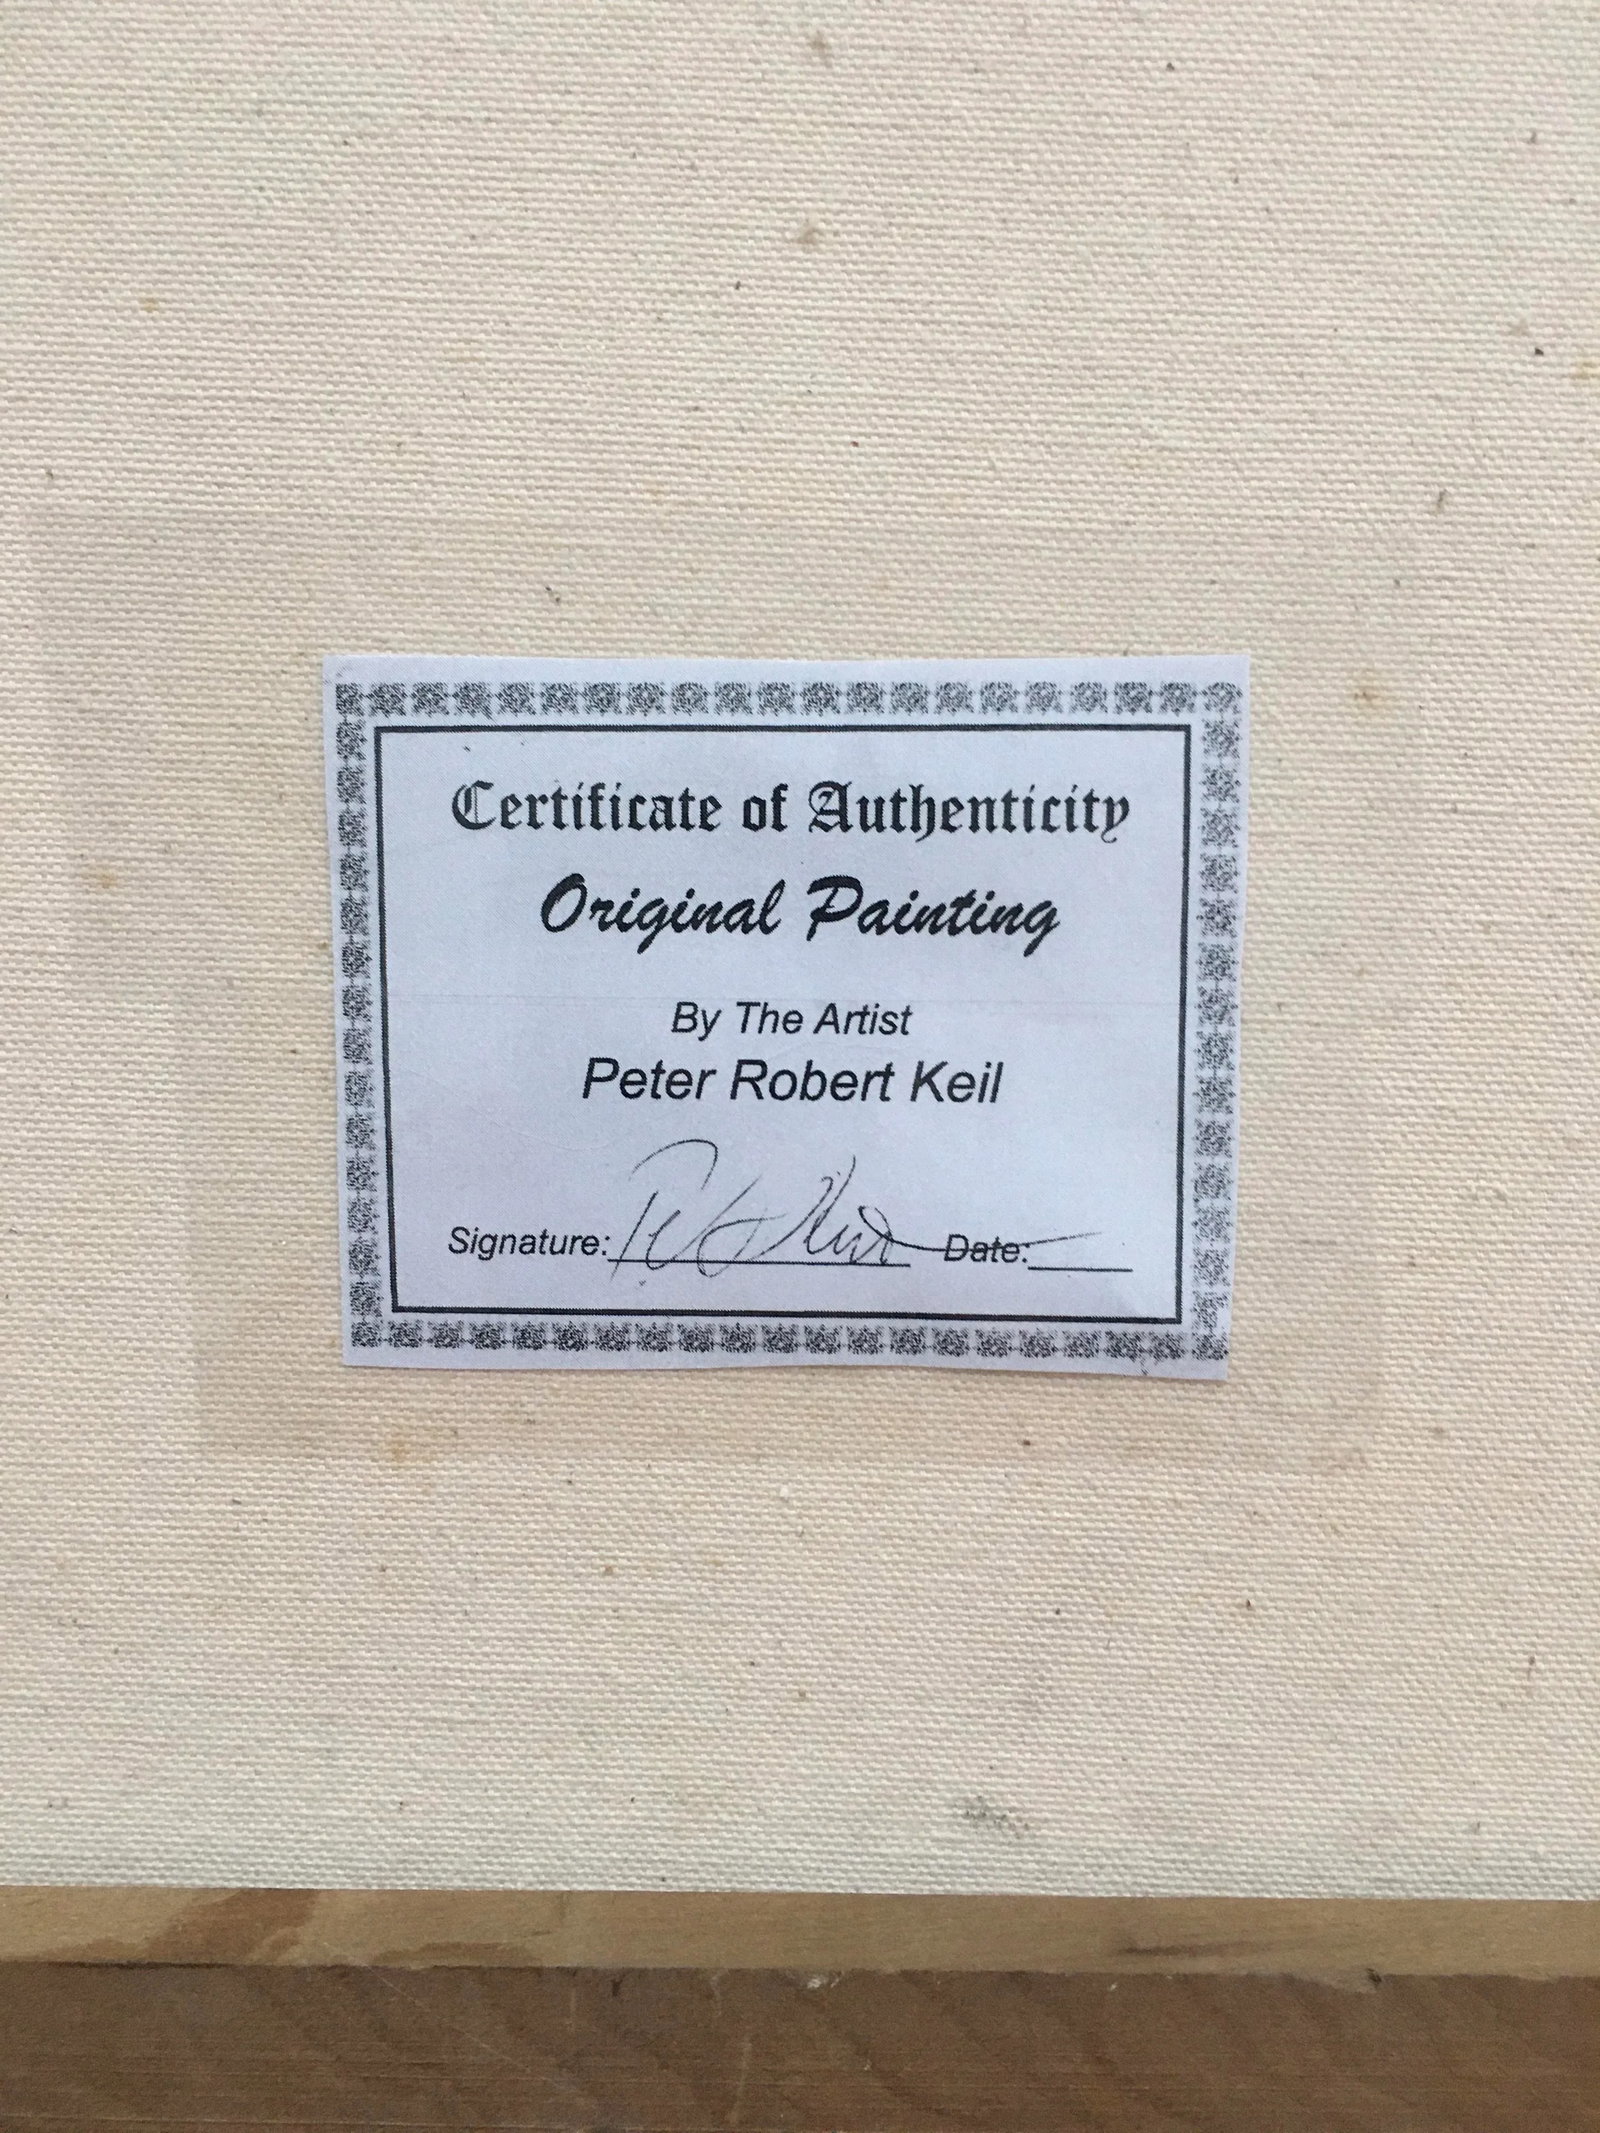 Certificate of Authenticity
Original Painting
By The Artist
Peter Robert Keil
Signature: Date: